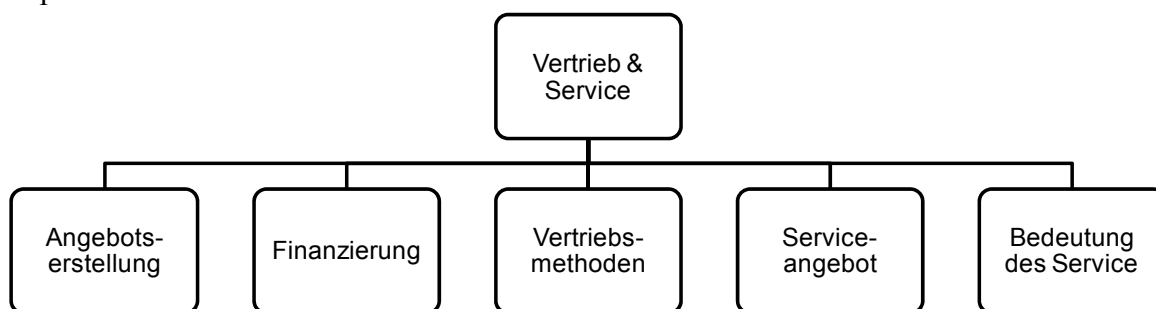 Vertrieb &
Service
Angebots-
erstellung
Finanzierung
Vertriebs-
methoden
Service-
angebot
Bedeutung
des Service